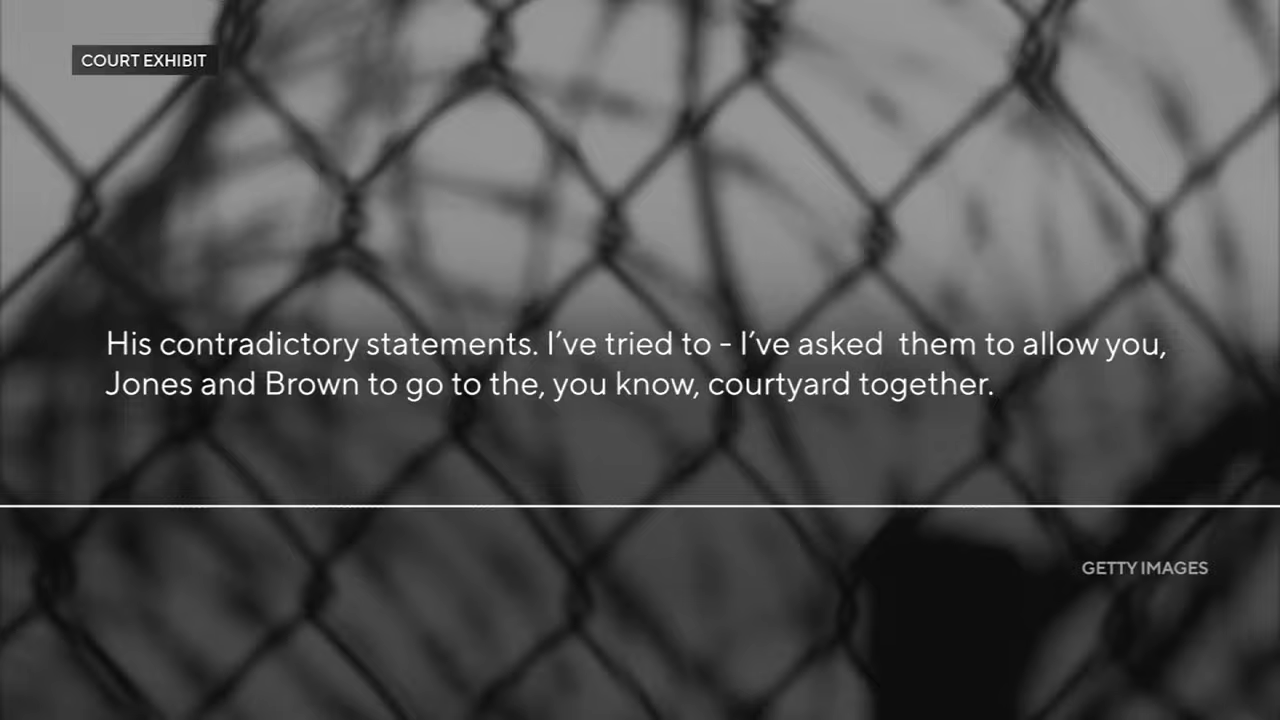 COURT EXHIBIT
His contradictory statements. I've tried to - I've asked  them to allow you,
Jones and Brown to go to the, you know, courtyard together.
GETTY IMAGES